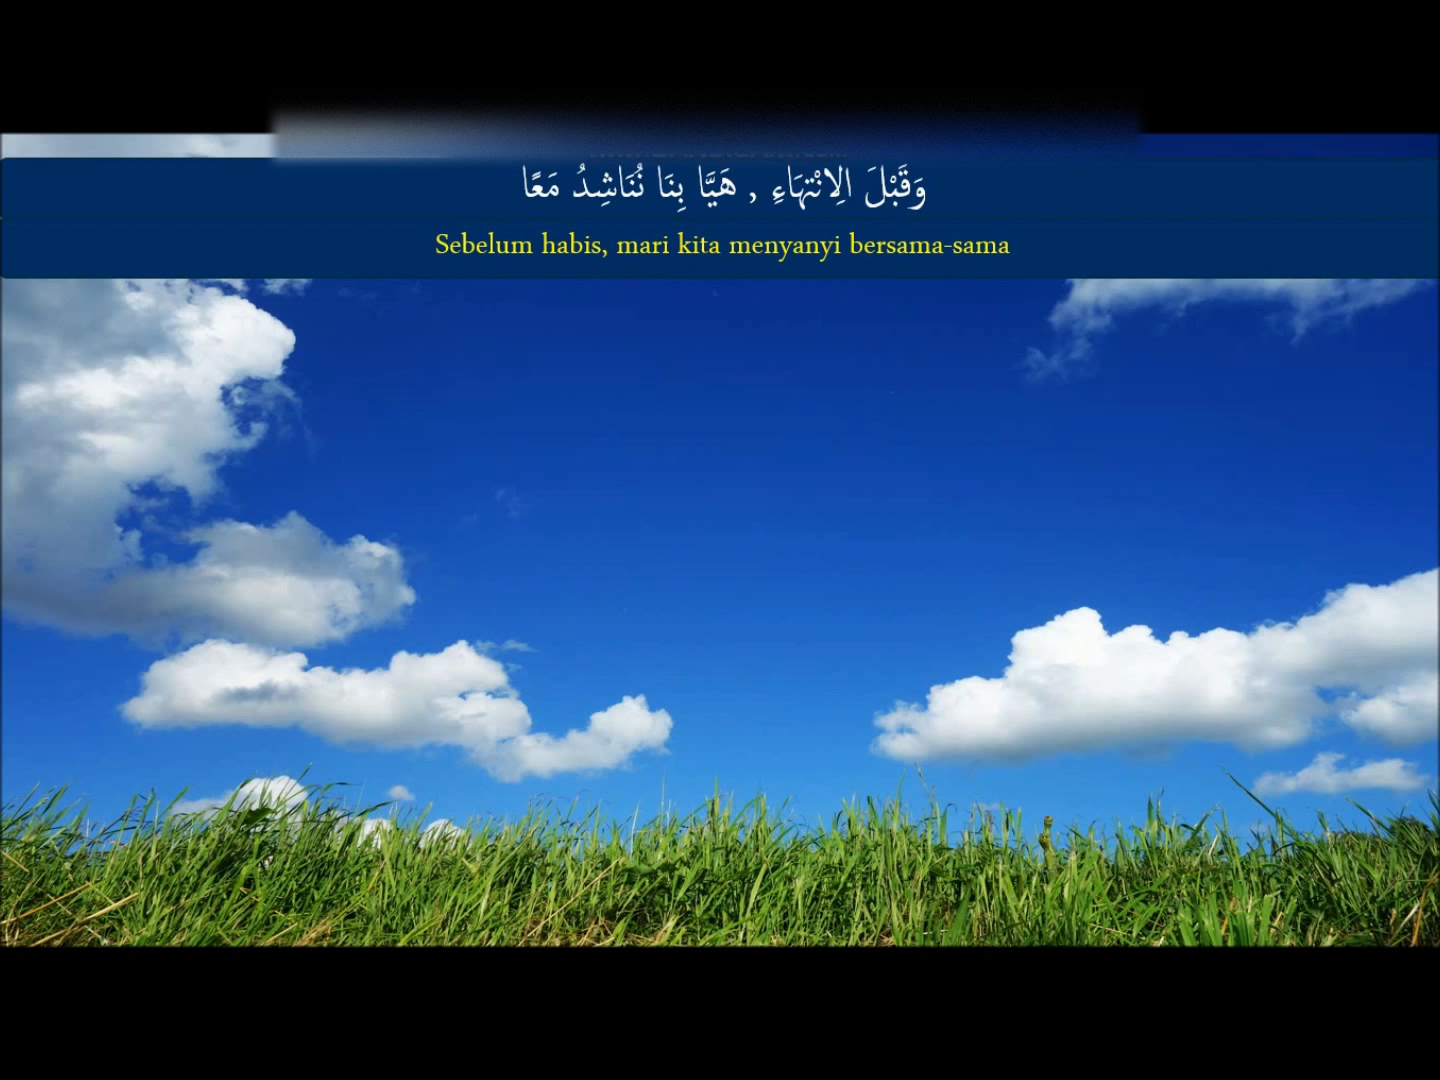 وَقَبْلَ الِانْتِهَاءِ , هَيَّا بِنَا نُنَاشِدُ مَعًا
Sebelum habis, mari kita menyanyi bersama-sama